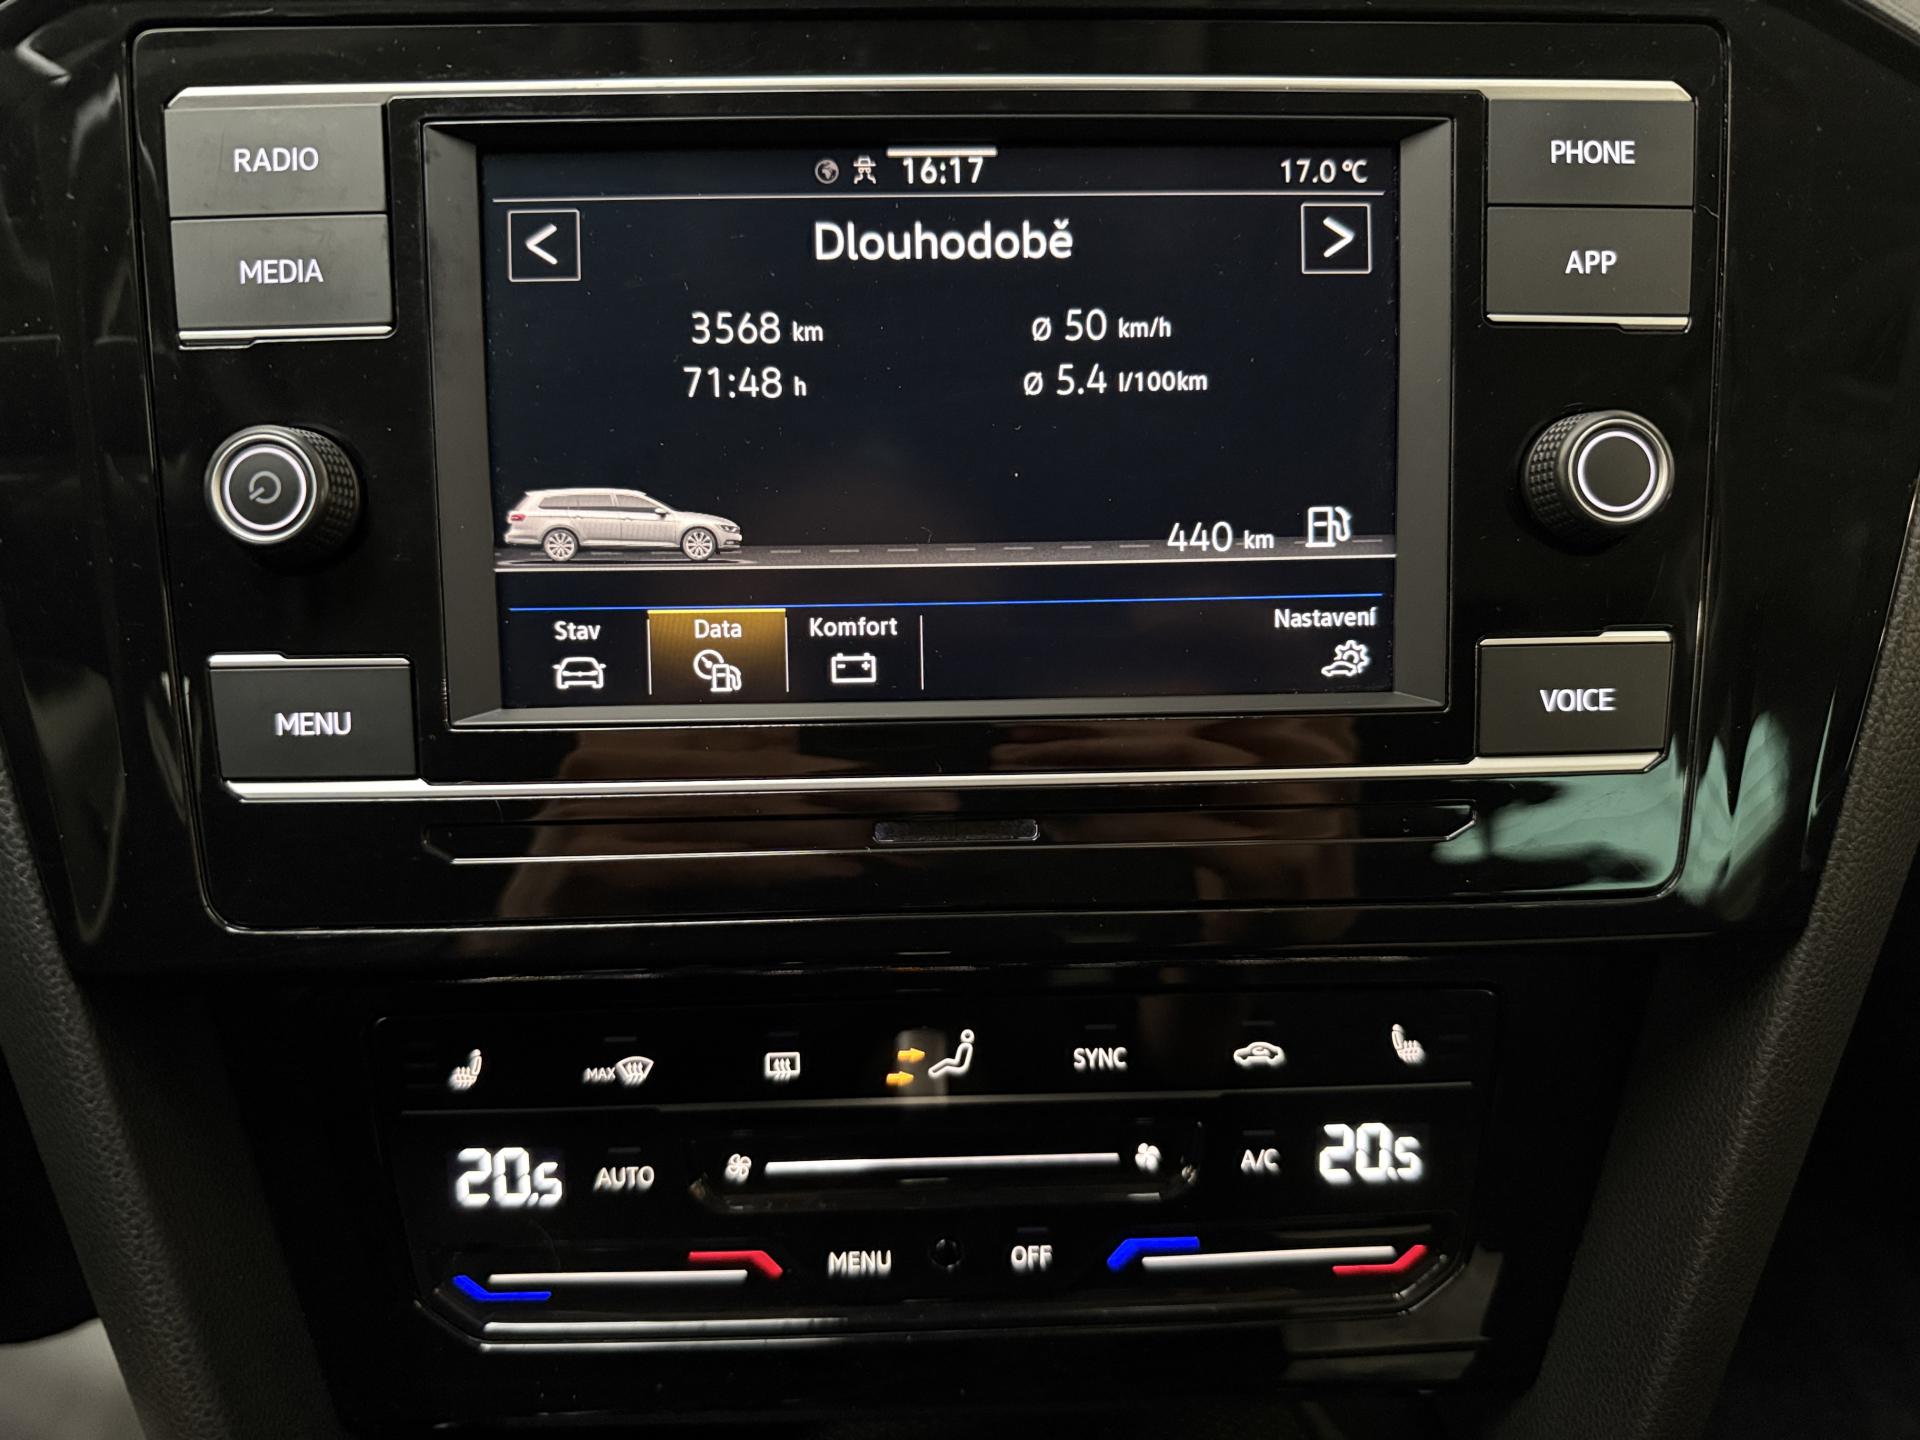 RADIO
MEDIA
MENU
16:17
17.0 °C
<
Dlouhodobě
>
3568 km
ø 50 km/h
71:48 h
ø 5.4 l/100km
440 km
Stav
Data
Komfort
Nastavení
PHONE
APP
VOICE
MAX
SYNC
20.5
AUTO
A/C
20.5
MENU
OFF